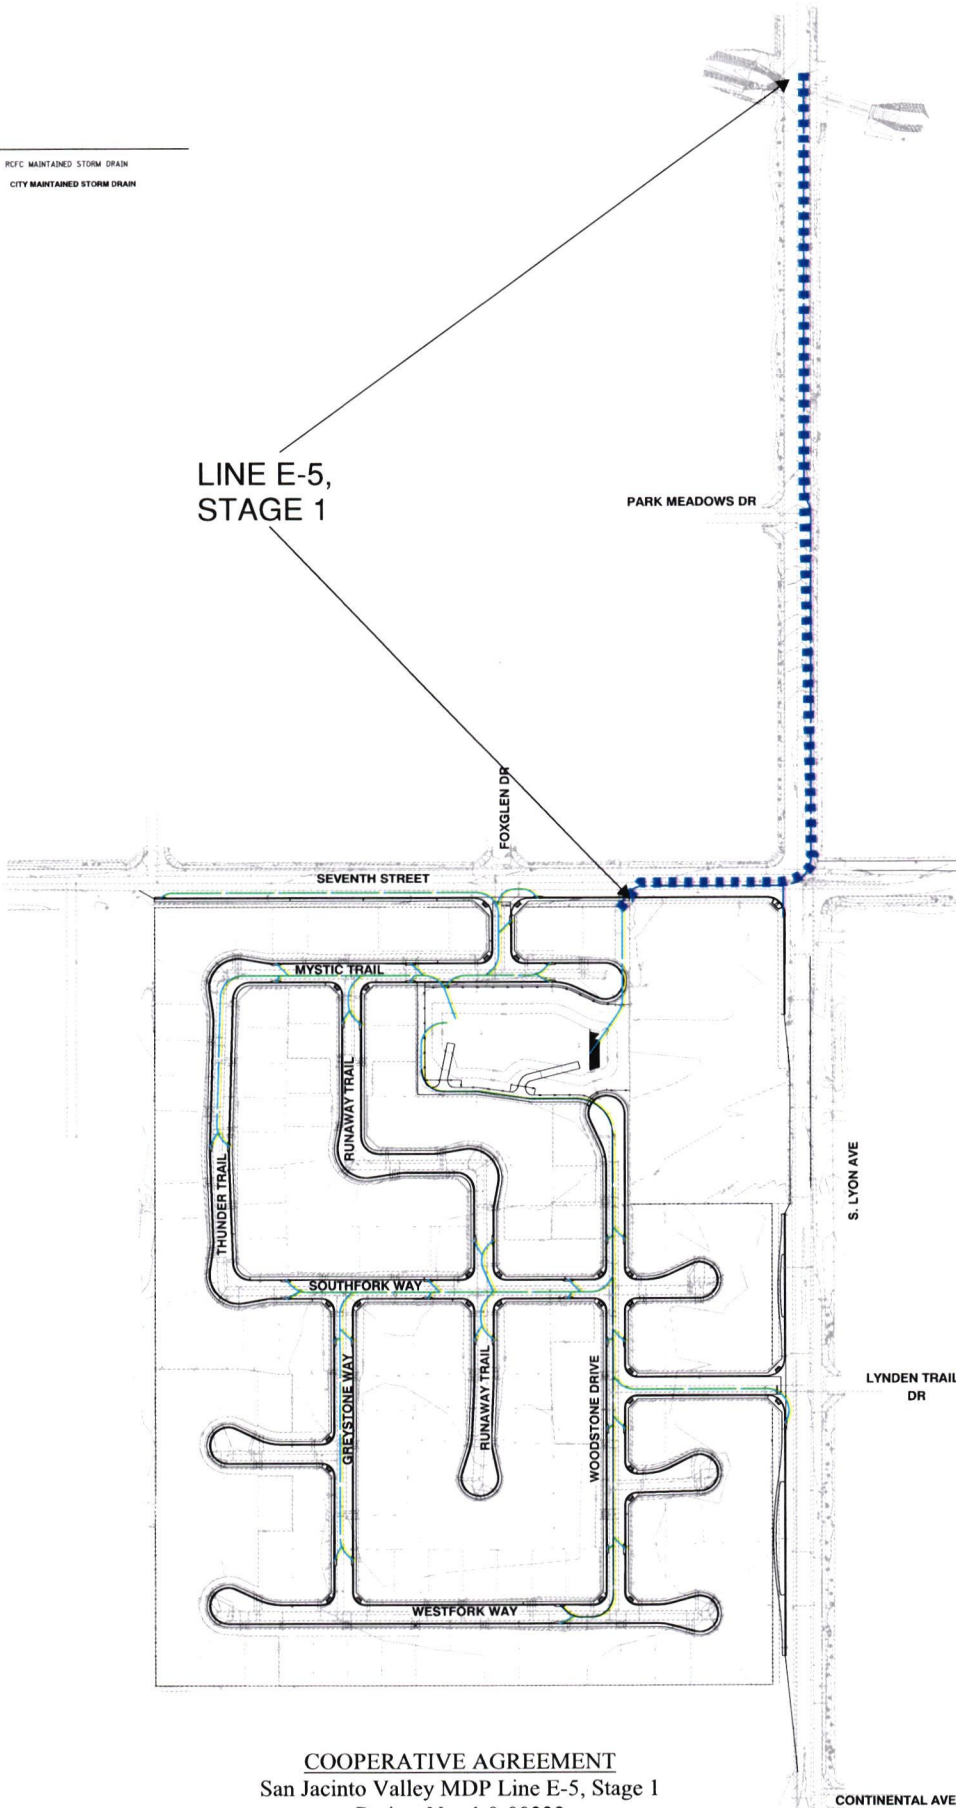 RCFC MAINTAINED STORM DRAIN
CITY MAINTAINED STORM DRAIN
LINE E-5,
STAGE 1
PARK MEADOWS DR
FOXGLEN DR
SEVENTH STREET
MYSTIC TRAIL
RUNAWAY TRAIL
THUNDER TRAIL
S. LYON AVE
SOUTHFORK WAY
GREYSTONE WAY
RUNAWAY TRAIL
WOODSTONE DRIVE
LYNDEN TRAIL
DR
WESTFORK WAY
COOPERATIVE AGREEMENT
San Jacinto Valley MDP Line E-5, Stage 1
CONTINENTAL AVE